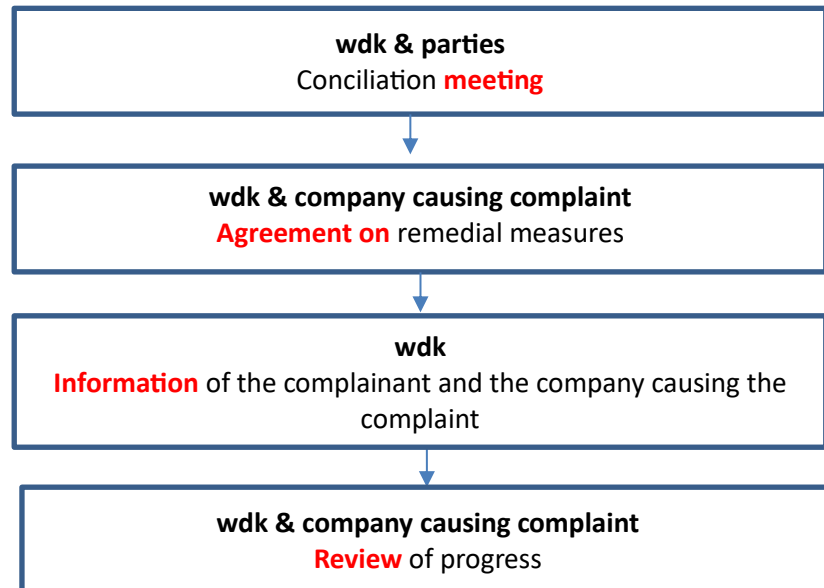 wdk & parties
Conciliation meeting
wdk & company causing complaint
Agreement on remedial measures
wdk
Information of the complainant and the company causing the
complaint
wdk & company causing complaint
Review of progress